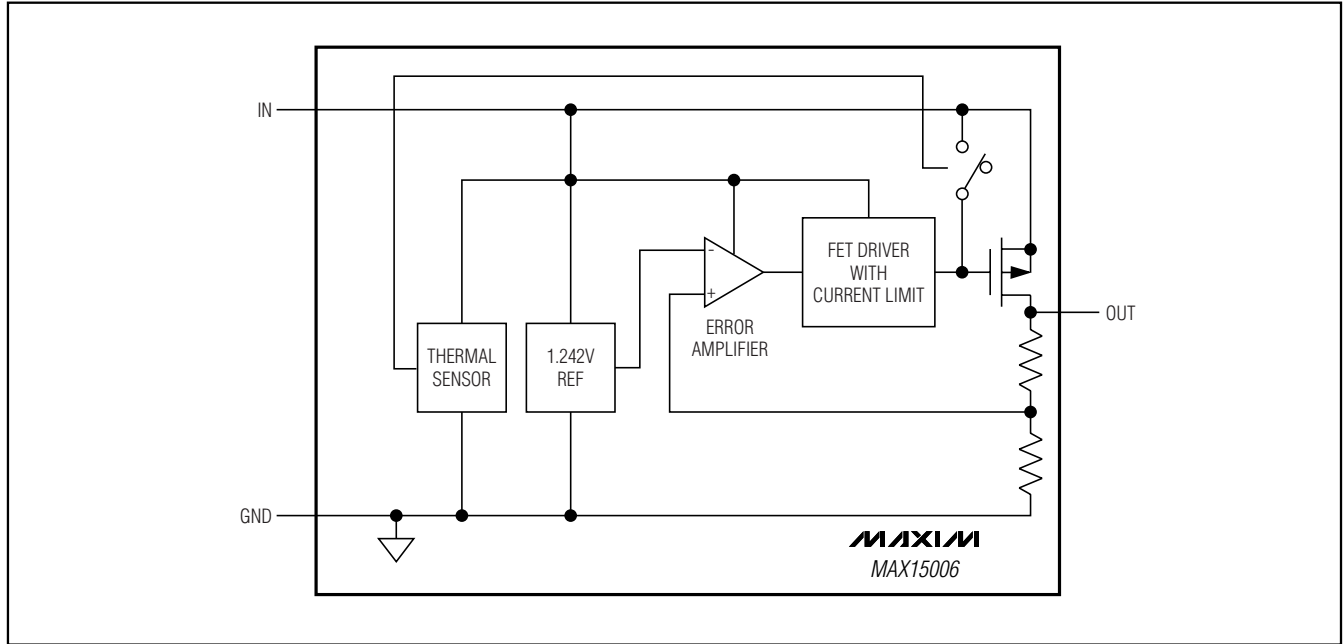 IN
FET DRIVER
WITH
CURRENT LIMIT
-
+
OUT
ERROR
AMPLIFIER
THERMAL
SENSOR
1.242V
REF
GND
MAXIM
MAX15006